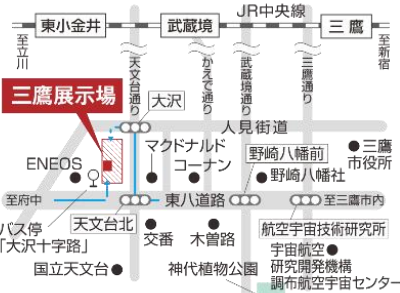 JR中央線
東小金井
武蔵境
三鷹
至立川
至新宿
天文台通り
かえで通り
武蔵境通り
三鷹通り
三鷹展示場
大沢
人見街道
ENEOS
マクドナルド
コーナン
野崎八幡前
野崎八幡社
三鷹
市役所
至府中
東八道路
至三鷹市内
バス停
「大沢十字路」
天文台北
交番
木曽路
航空宇宙技術研究所
国立天文台
神代植物公園
宇宙航空
研究開発機構
調布航空宇宙センター